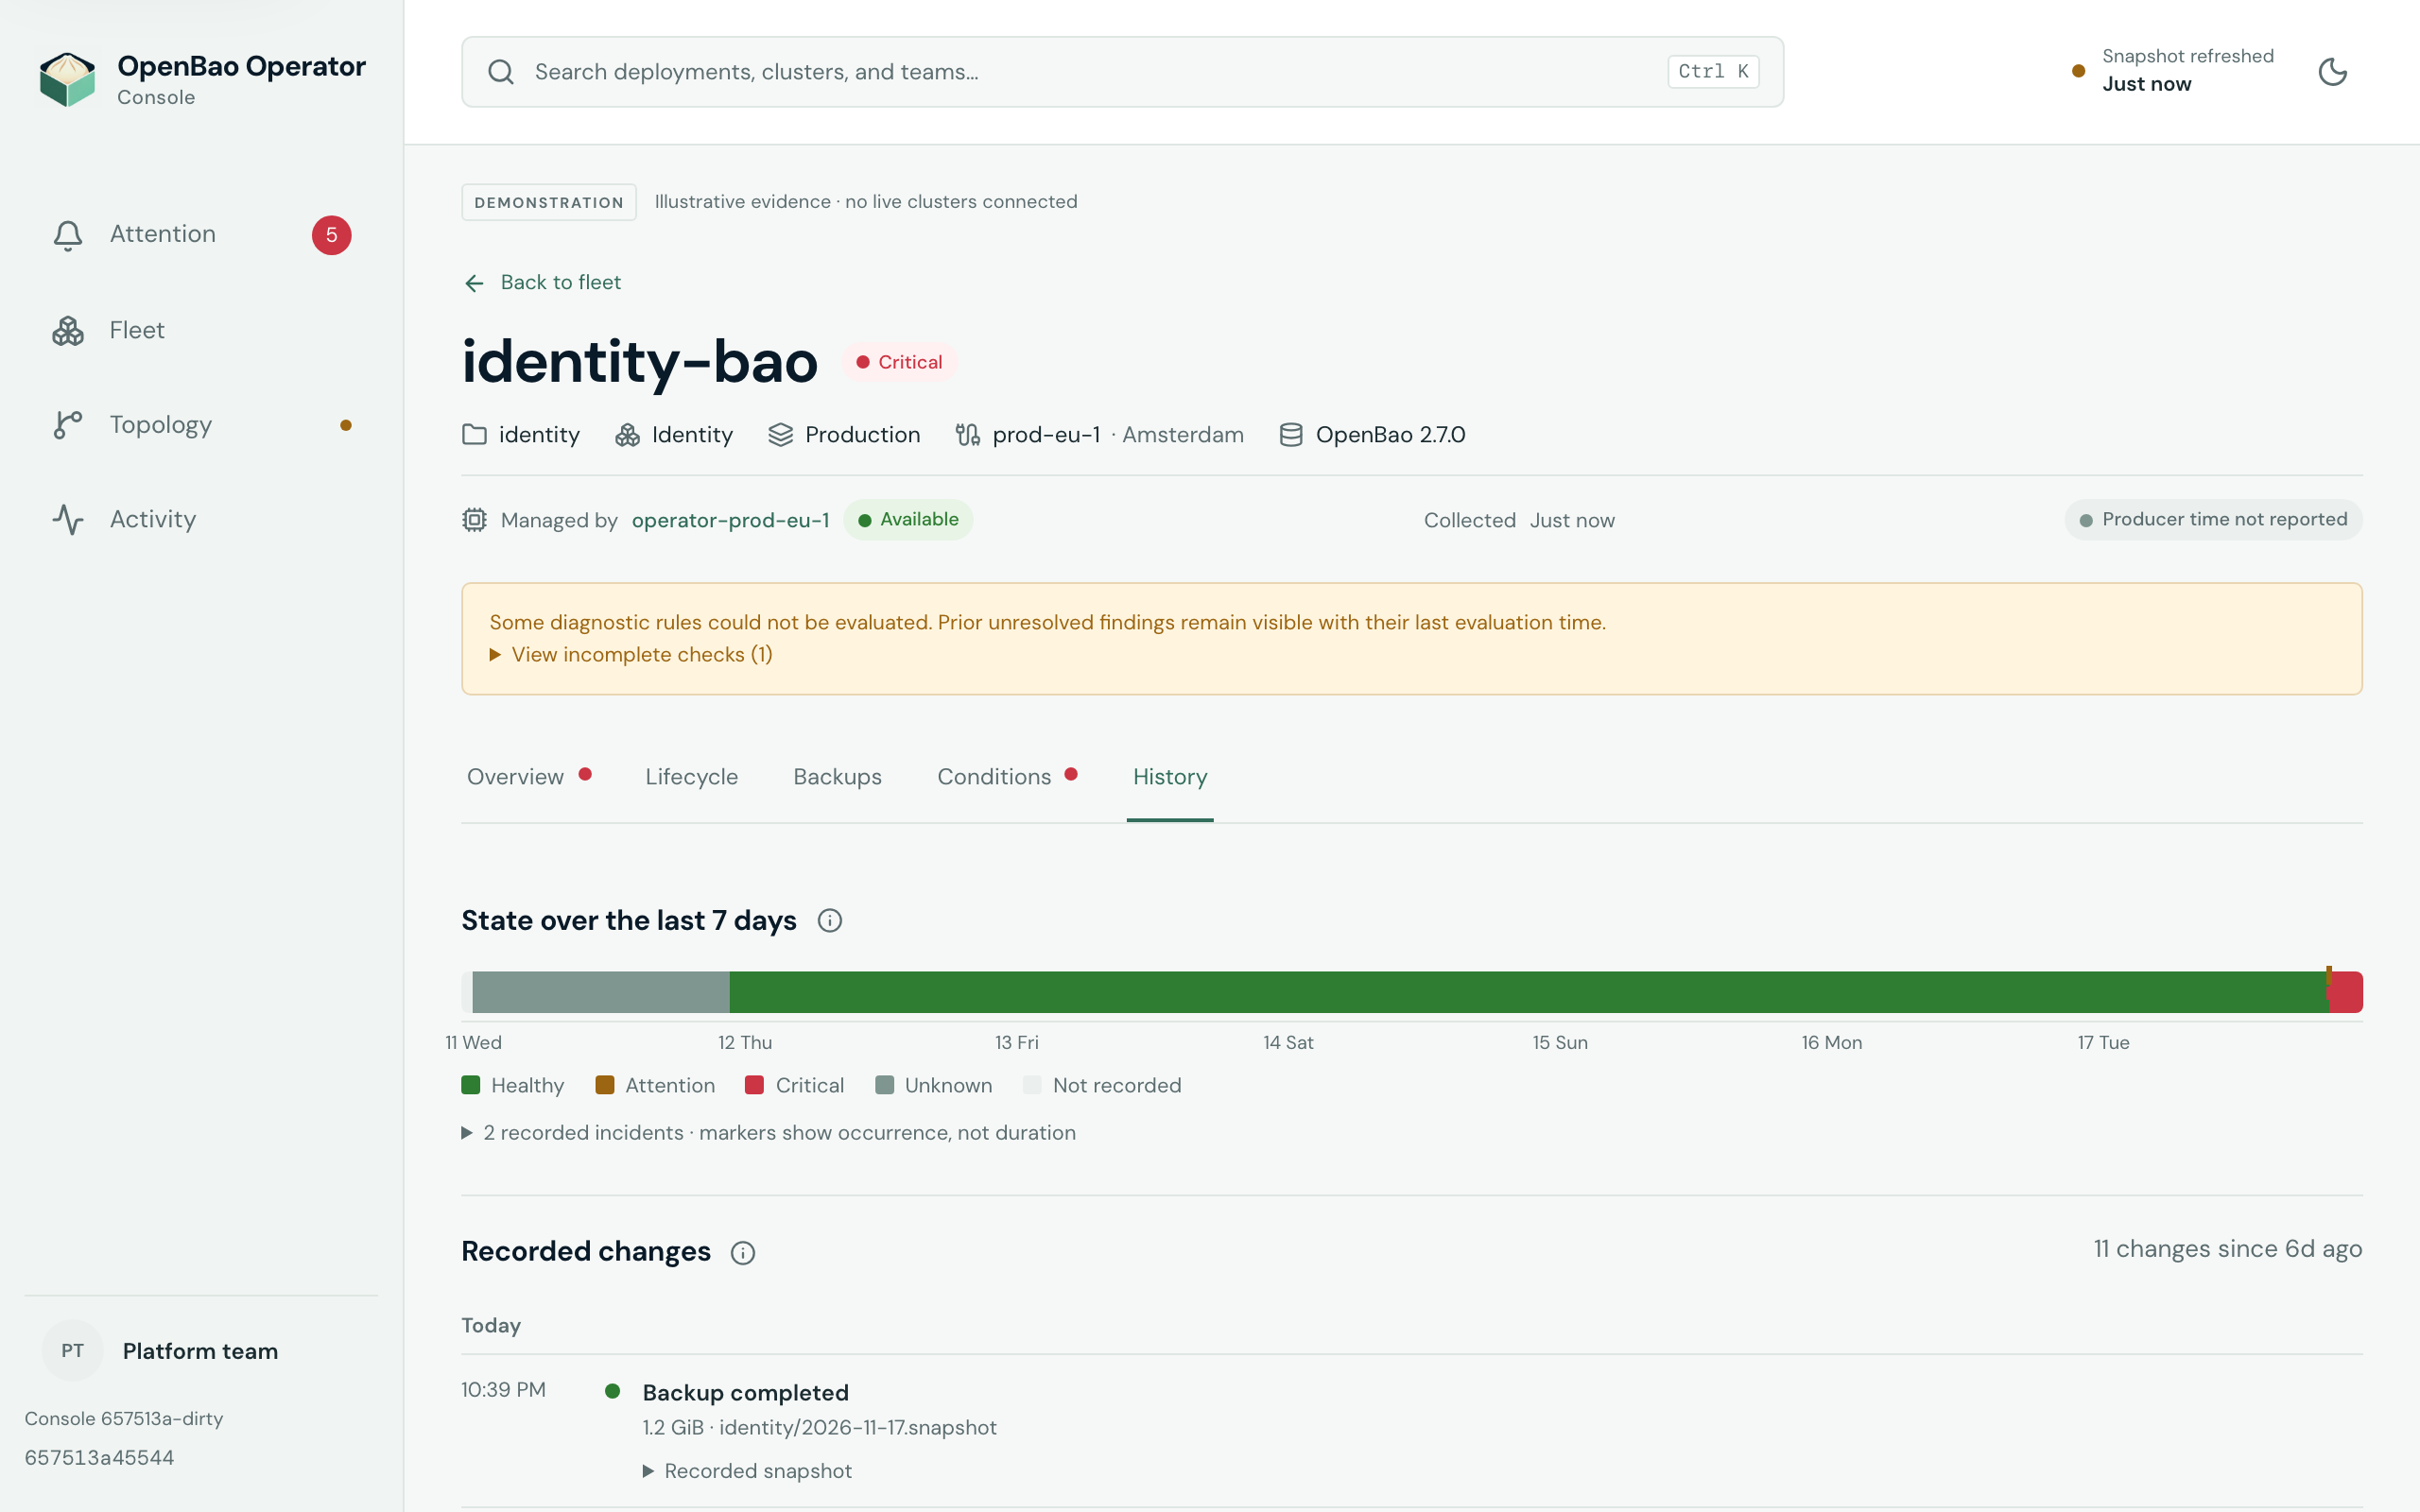 OpenBao Operator
Console
Search deployments, clusters, and teams...
Ctrl K
Snapshot refreshed
Just now
Attention
5
Fleet
Topology
Activity
DEMONSTRATION
Illustrative evidence · no live clusters connected
Back to fleet
identity-bao
Critical
identity
Identity
Production
prod-eu-1 · Amsterdam
OpenBao 2.7.0
Managed by operator-prod-eu-1
Available
Collected Just now
Producer time not reported
Some diagnostic rules could not be evaluated. Prior unresolved findings remain visible with their last evaluation time.
View incomplete checks (1)
Overview
Lifecycle
Backups
Conditions
History
State over the last 7 days
11 Wed
12 Thu
13 Fri
14 Sat
15 Sun
16 Mon
17 Tue
Healthy
Attention
Critical
Unknown
Not recorded
2 recorded incidents · markers show occurrence, not duration
Recorded changes
11 changes since 6d ago
Today
10:39 PM
Backup completed
1.2 GiB · identity/2026-11-17.snapshot
Recorded snapshot
PT
Platform team
Console 657513a-dirty
657513a45544